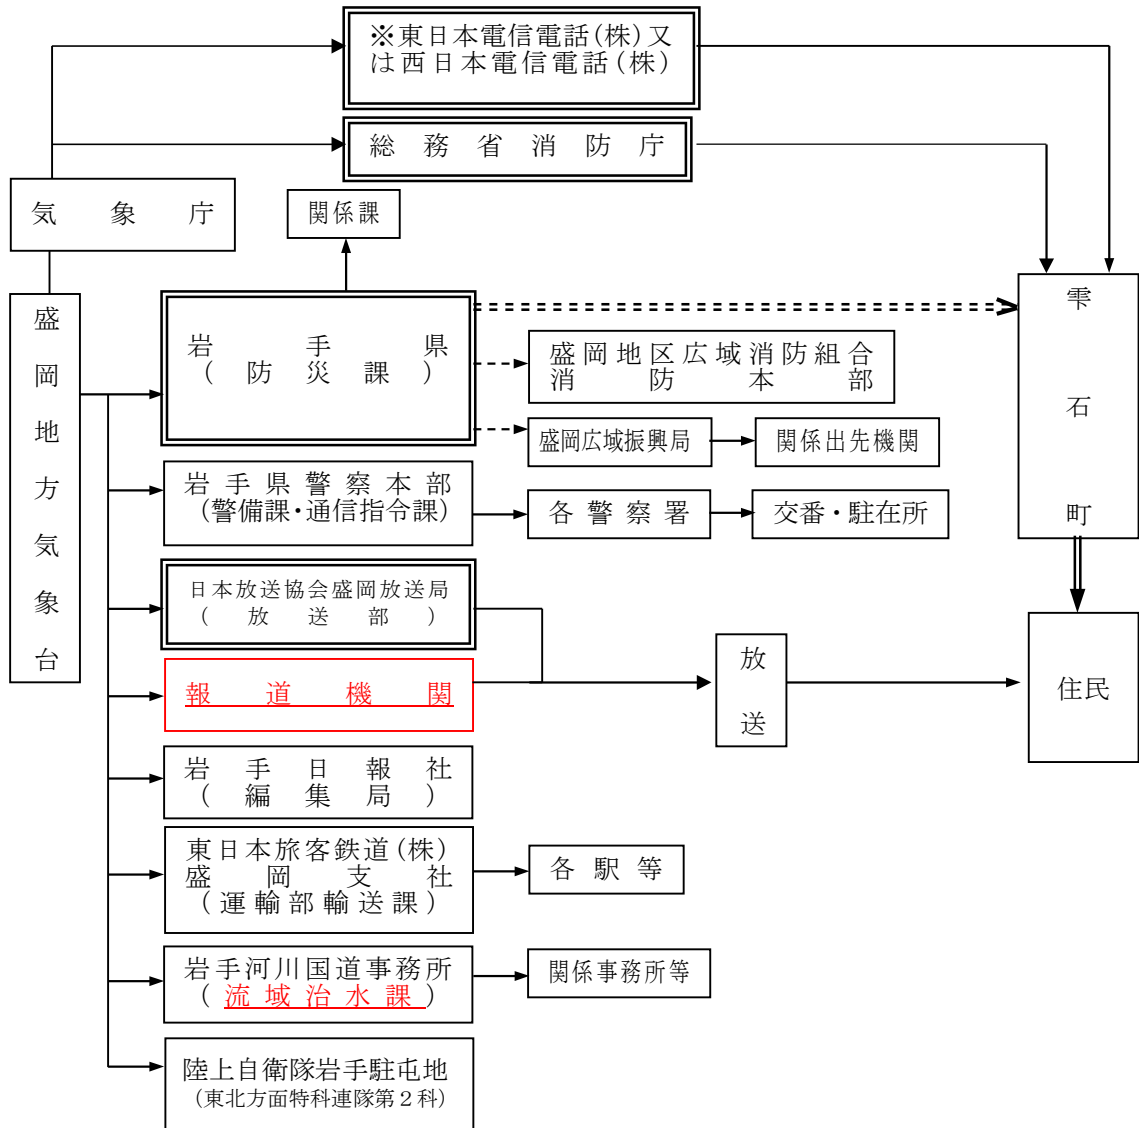 ※東日本電信電話(株)又
は西日本電信電話(株)
総務省消防庁
気象庁
関係課
盛岡地方気象台
岩手県
(防災課)
雫石町
盛岡地区広域消防組合
消防本部
盛岡広域振興局
関係出先機関
岩手県警察本部
(警備課・通信指令課)
各警察署
交番・駐在所
日本放送協会盛岡放送局
(放送部)
報道機関
放送
住民
岩手日報社
(編集局)
東日本旅客鉄道(株)
盛岡支社
(運輸部輸送課)
各駅等
岩手河川国道事務所
(流域治水課)
関係事務所等
陸上自衛隊岩手駐屯地
(東北方面特科連隊第2科)